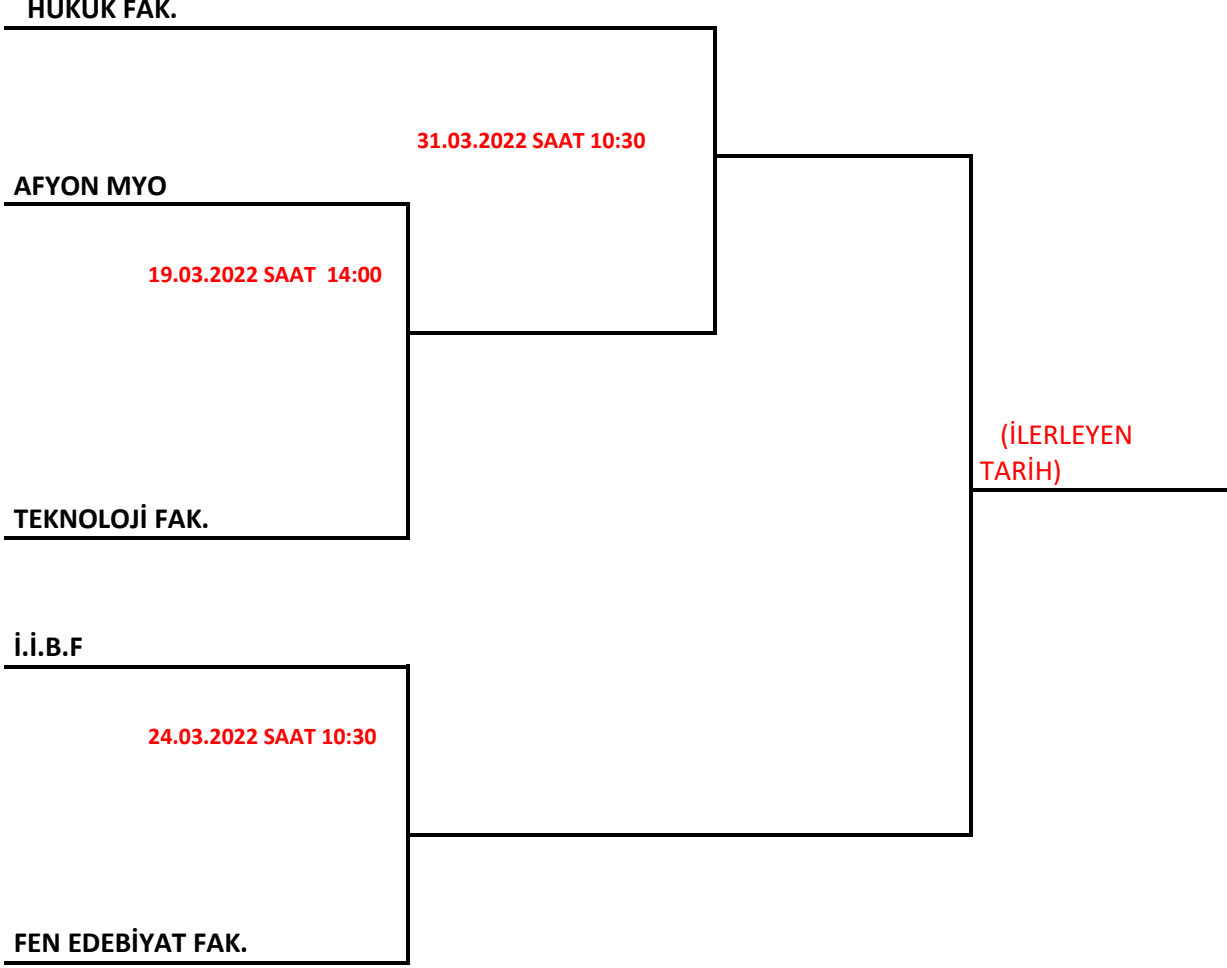 HUKUK FAK.
31.03.2022 SAAT 10:30
AFYON MYO
19.03.2022 SAAT  14:00
(İLERLEYEN
TARİH)
TEKNOLOJİ FAK.
İ.İ.B.F
24.03.2022 SAAT 10:30
FEN EDEBİYAT FAK.